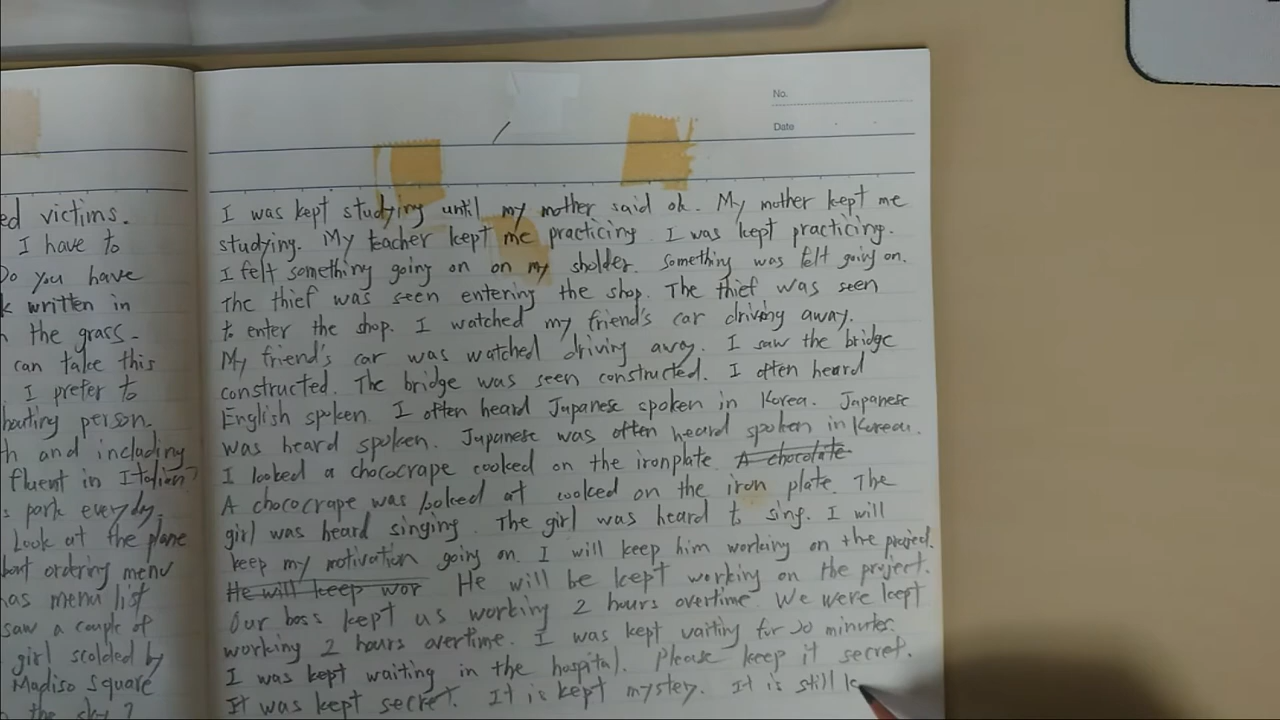 No.
Date
ed victims.
I have to
Do you have
k written in
n the grass.
can take this
I prefer to
hourting person.
th and including
fluent in Italian?
s park everyday.
Look at the plane
bout ordering menu
has menu list
saw a couple of
girl scolded by
Madiso square
the sky?
I was kept studying until my mother said ok. My mother kept me
studying. My teacher kept me practicing. I was kept practicing.
I felt something going on on my sholder. Something was felt going on.
The thief was seen entering the shop. The thief was seen
to enter the shop. I watched my friend's car driving away.
My friend's car was watched driving away. I saw the bridge
constructed. The bridge was seen constructed. I often heard
English spoken. I often heard Japanese spoken in Korea. Japanese
was heard spoken. Japanese was often heard spoken in Korea.
I looked a chococrape cooked on the ironplate. A chocolate
A chococrape was looked at cooked on the iron plate. The
girl was heard singing. The girl was heard to sing. I will
keep my motivation going on. I will keep him working on the project.
He will keep wor He will be kept working on the project.
Our boss kept us working 2 hours overtime. We were kept
working 2 hours overtime. I was kept waiting for 20 minutes.
I was kept waiting in the hospital. Please keep it secret.
It was kept secret. It is kept mystery. It is still k